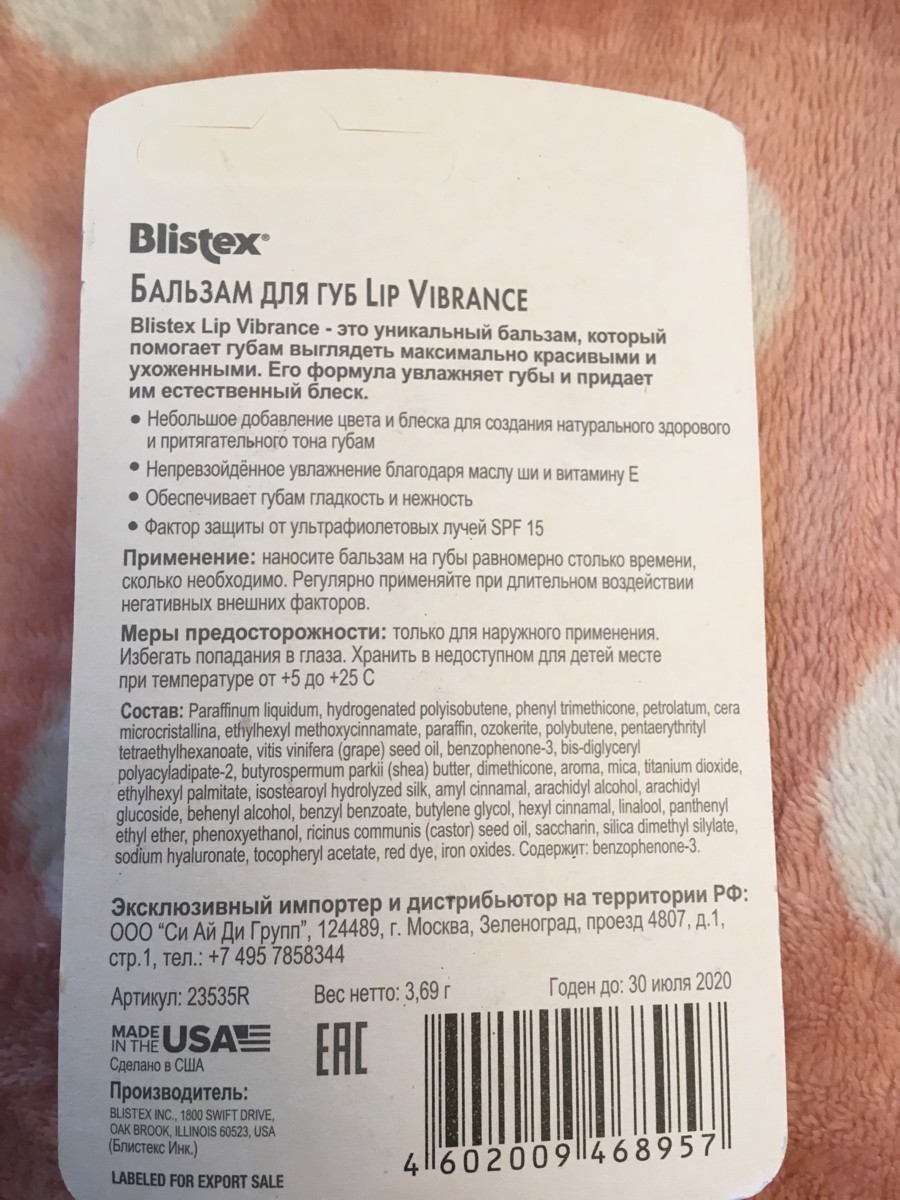 Blistex®
БАЛЬЗАМ ДЛЯ ГУБ LIP VIBRANCE
Blistex Lip Vibrance - это уникальный бальзам, который
помогает губам выглядеть максимально красивыми и
ухоженными. Его формула увлажняет губы и придает
им естественный блеск.
• Небольшое добавление цвета и блеска для создания натурального здорового
и притягательного тона губам
• Непревзойдённое увлажнение благодаря маслу ши и витамину Е
• Обеспечивает губам гладкость и нежность
• Фактор защиты от ультрафиолетовых лучей SPF 15
Применение: наносите бальзам на губы равномерно столько времени,
сколько необходимо. Регулярно применяйте при длительном воздействии
негативных внешних факторов.
Меры предосторожности: только для наружного применения.
Избегать попадания в глаза. Хранить в недоступном для детей месте
при температуре от +5 до +25 С
Состав: Paraffinum liquidum, hydrogenated polyisobutene, phenyl trimethicone, petrolatum, cera
microcristallina, ethylhexyl methoxycinnamate, paraffin, ozokerite, polybutene, pentaerythrityl
tetraethylhexanoate, vitis vinifera (grape) seed oil, benzophenone-3, bis-diglyceryl
polyacyladipate-2, butyrospermum parkii (shea) butter, dimethicone, aroma, mica, titanium dioxide,
ethylhexyl palmitate, isostearoyl hydrolyzed silk, amyl cinnamal, arachidyl alcohol, arachidyl
glucoside, behenyl alcohol, benzyl benzoate, butylene glycol, hexyl cinnamal, linalool, panthenyl
ethyl ether, phenoxyethanol, ricinus communis (castor) seed oil, saccharin, silica dimethyl silylate,
sodium hyaluronate, tocopheryl acetate, red dye, iron oxides. Содержит: benzophenone-3.
Эксклюзивный импортер и дистрибьютор на территории РФ:
ООО “Си Ай Ди Групп”, 124489, г. Москва, Зеленоград, проезд 4807, д.1,
стр.1, тел.: +7 495 7858344
Артикул: 23535R Вес нетто: 3,69 г Годен до: 30 июля 2020
MADE IN THE USA
Сделано в США
EAC
Производитель:
BLISTEX INC., 1800 SWIFT DRIVE,
OAK BROOK, ILLINOIS 60523, USA
(Блистекс Инк.)
LABELED FOR EXPORT SALE
4 602009 468957